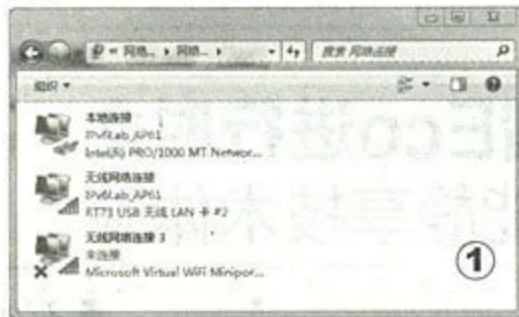 « 网络... ▸ 网络... ▸
搜索 网络连接
组织 ▾
本地连接
IPv6Lab_AP61
Intel(R) PRO/1000 MT Networ...
无线网络连接
IPv6Lab_AP61
RT73 USB 无线 LAN 卡 #2
无线网络连接 3
未连接
Microsoft Virtual WiFi Minipor...
①